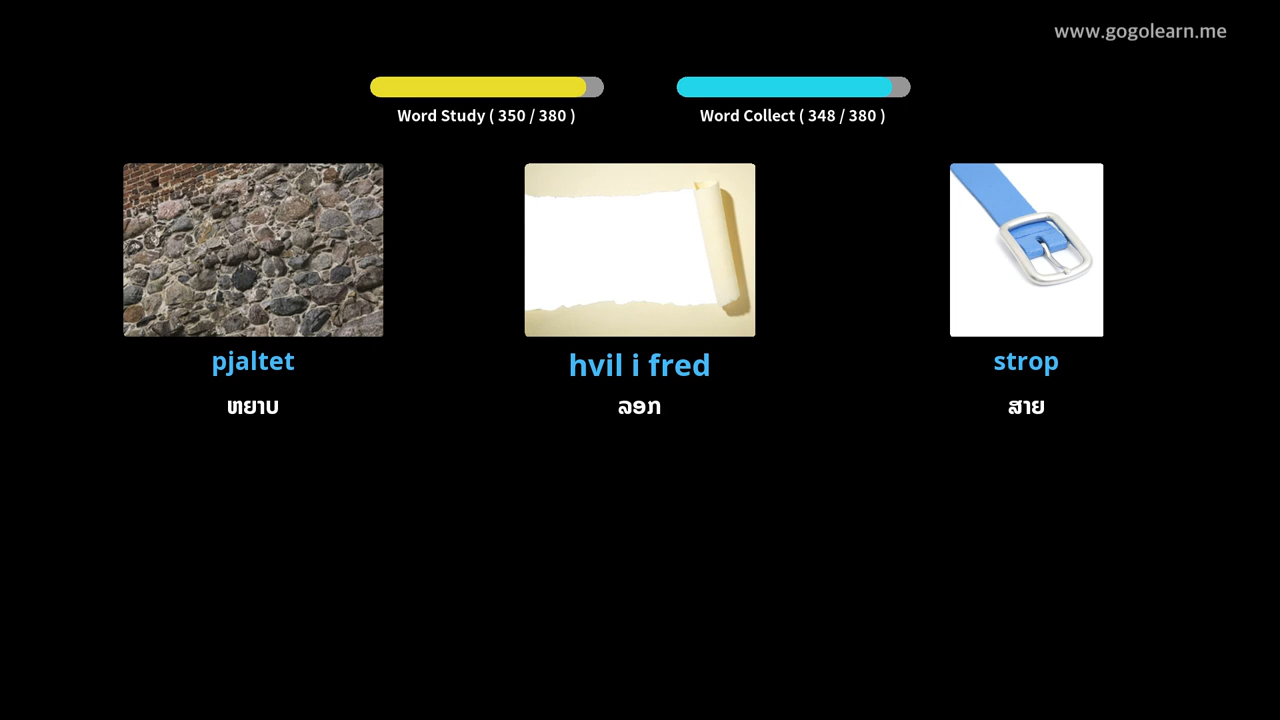 www.gogolearn.me
Word Study ( 350 / 380 )
Word Collect ( 348 / 380 )
pjaltet
hvil i fred
strop
ຫຍາບ
ລອກ
ສາຍ